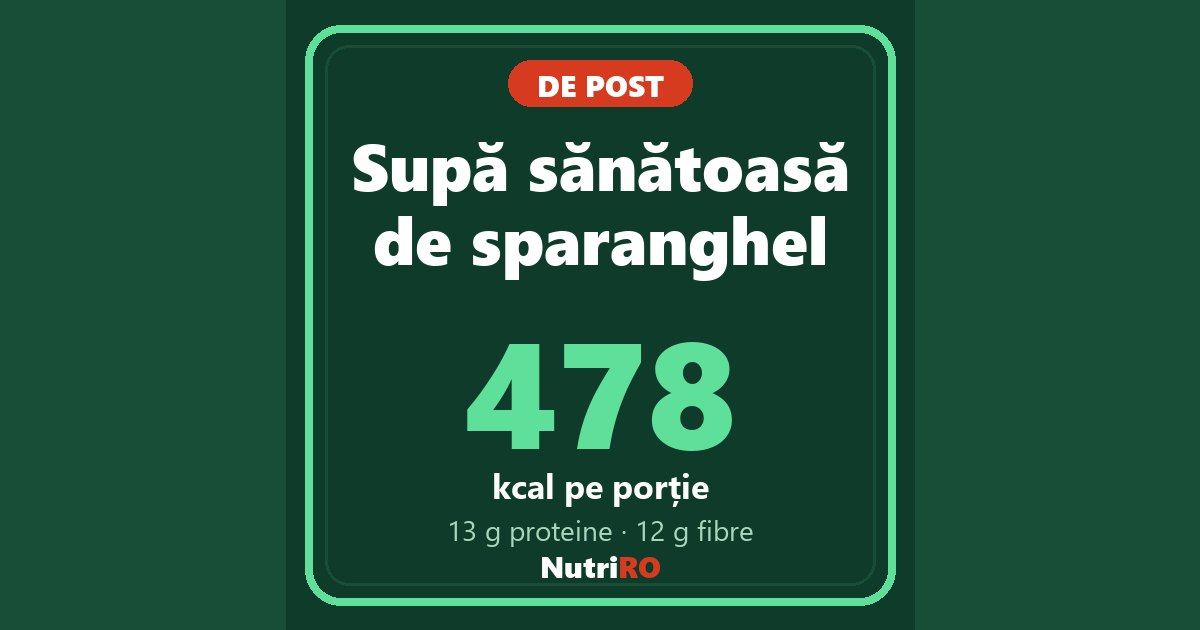 DE POST
Supă sănătoasă
de sparanghel
478
kcal pe porție
13 g proteine · 12 g fibre
NutriRO